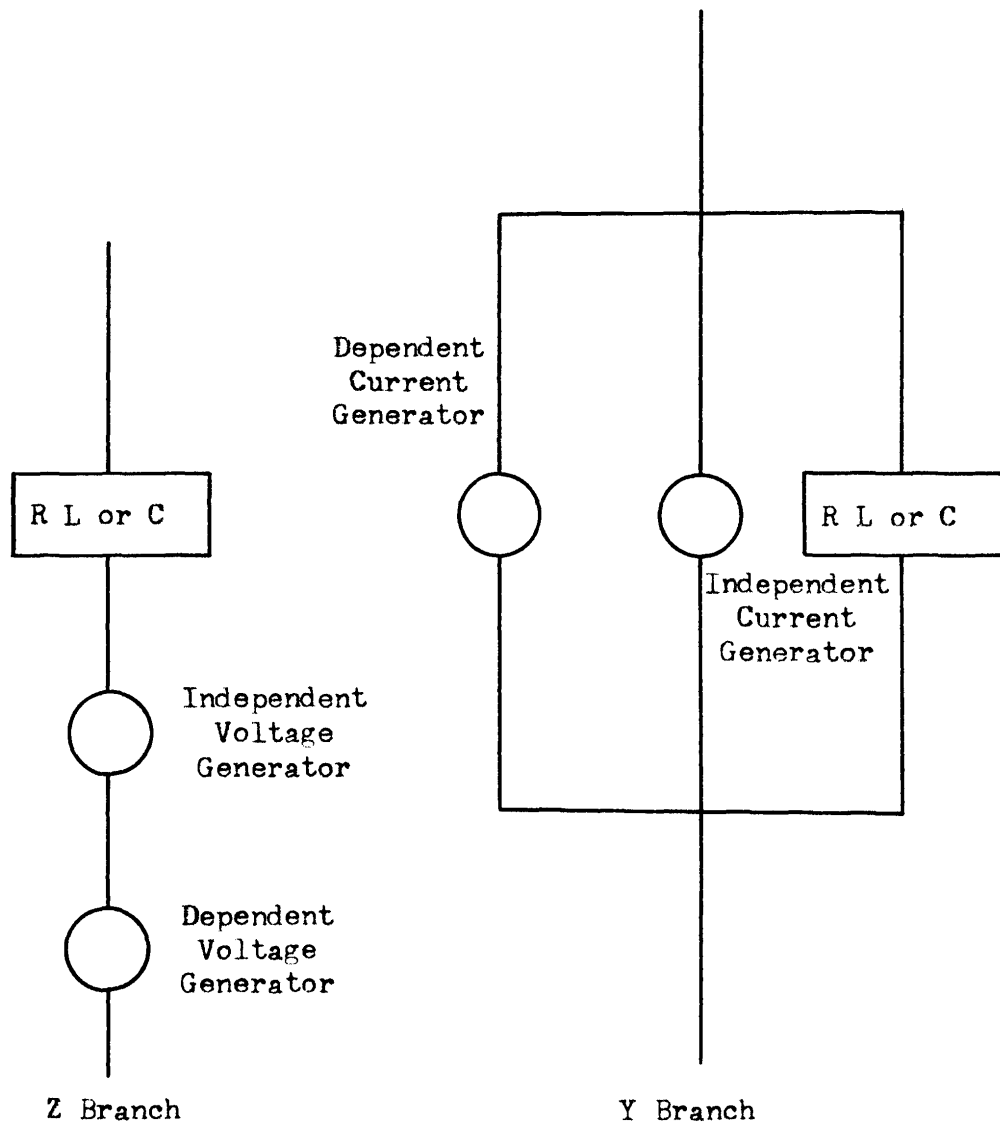 Dependent
Current
Generator
R L or C
R L or C
Independent
Current
Generator
Independent
Voltage
Generator
Dependent
Voltage
Generator
Z Branch
Y Branch